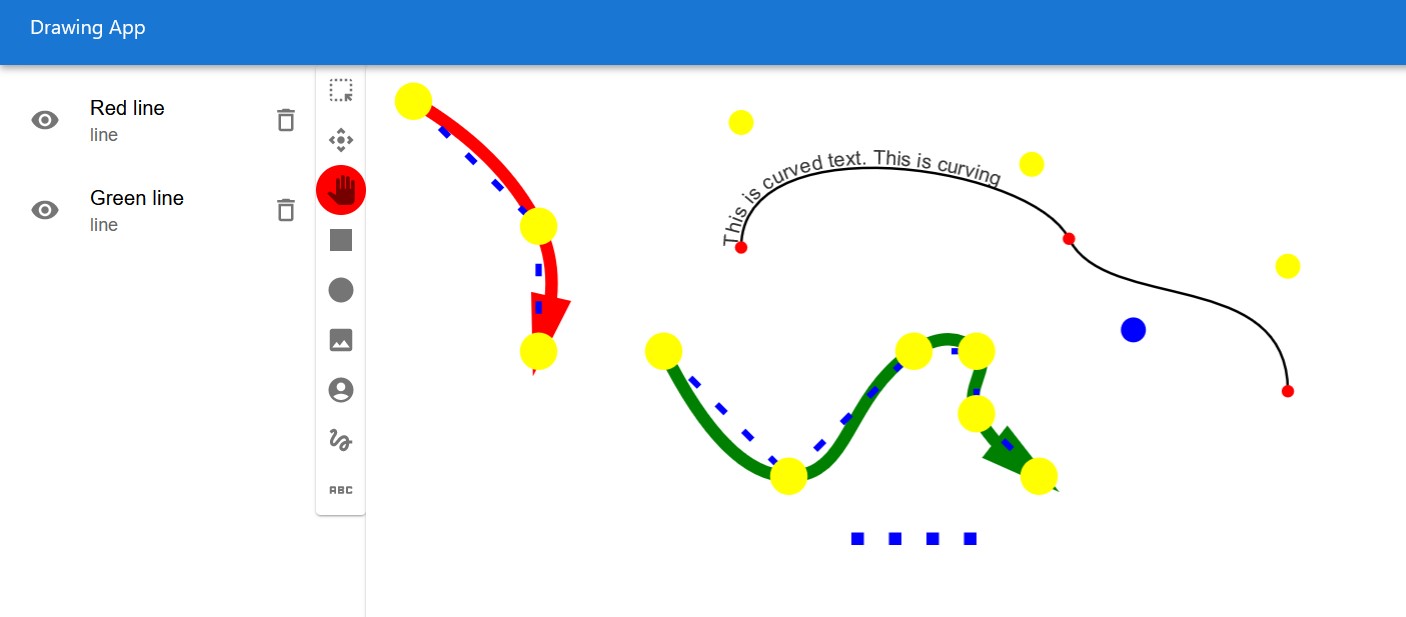 Drawing App
Red line
line
Green line
line
ABC
This is curved text. This is curving